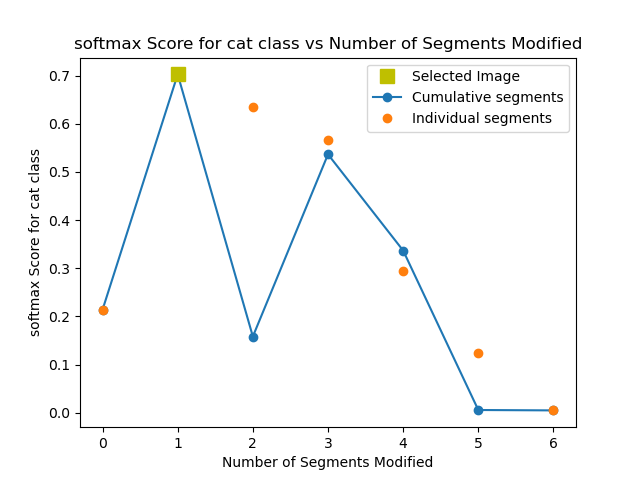 softmax Score for cat class vs Number of Segments Modified
Selected Image
Cumulative segments
Individual segments
softmax Score for cat class
0.7
0.6
0.5
0.4
0.3
0.2
0.1
0.0
0 1 2 3 4 5 6
Number of Segments Modified